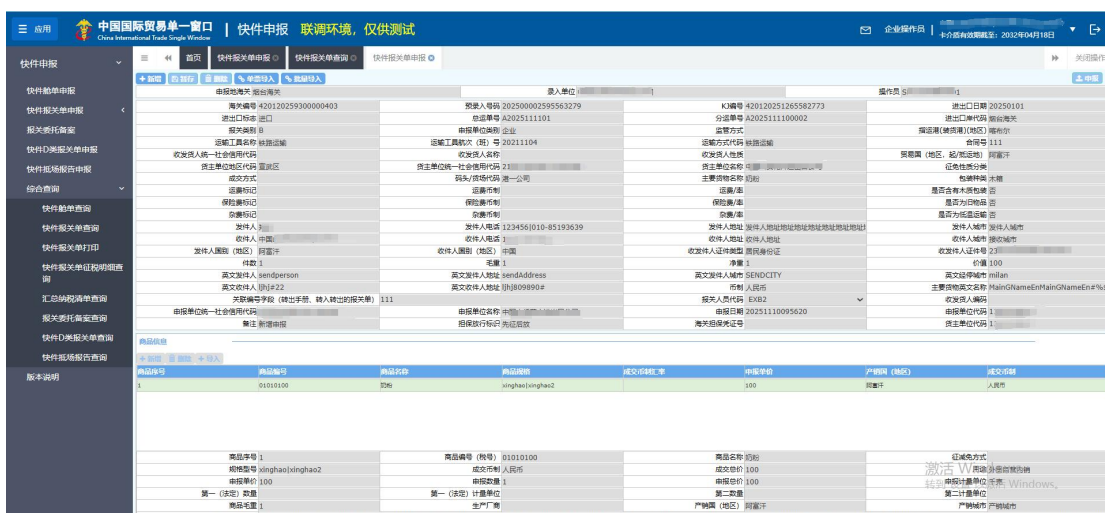 应用 中国国际贸易单一窗口 | 快件申报 联调环境，仅供测试 企业操作员 |
China International Trade Single Window 卡介质有效期截至：2032年04月18日
快件申报 首页 快件报关单申报 快件报关单查询 快件报关单申报 关闭操作
新增 暂存 删除 单票导入 批量导入 申报
快件舱单申报
快件报关单申报
报关委托备案
快件D类报关单申报
快件抵场报告申报
综合查询
快件舱单查询
快件报关单查询
快件报关单打印
快件报关单征税明细查询
汇总纳税清单查询
报关委托备案查询
快件D类报关单查询
快件抵场报告查询
版本说明
申报地海关 烟台海关 录入单位 操作员
海关编号 420120259300000403 预录入号码 202500002595563279 KJ编号 420120251265582773 进出口日期 20250101
进出口标志 进口 总运单号 A2025111101 分运单号 A2025111100002 进出口岸代码 烟台海关
报关类别 B 申报单位类别 企业 监管方式 指运港(装货港)(地区) 喀布尔
运输工具名称 铁路运输 运输工具航次（班）号 20211104 运输方式代码 铁路运输 合同号 111
收发货人统一社会信用代码 收发货人名称 收发货人性质 贸易国（地区、起/抵运地） 阿富汗
货主单位地区代码 宣武区 货主单位统一社会信用代码 21 货主单位名称 征免性质分类
成交方式 码头/货场代码 港一公司 主要货物名称 奶粉 包装种类 木箱
运费标记 运费币制 运费/率 是否含有木质包装 否
保险费标记 保险费币制 保险费/率 是否为旧物品 否
杂费标记 杂费币制 杂费/率 是否为低温运输 否
发件人 发件人电话 123456|010-85193639 发件人地址 发件人地址地址地址地址地址地址地址 发件人城市 发件人城市
收件人 中国 收件人电话 收件人地址 收件人地址 收件人城市 接收城市
发件人国别（地区） 阿富汗 收件人国别（地区） 中国 收发件人证件类型 居民身份证 收发件人证件号 23
件数 1 毛重 1 净重 1 价值 100
英文发件人 sendperson 英文发件人地址 sendAddress 英文发件人城市 SENDCITY 英文经停城市 milan
英文收件人 ljhj#22 英文收件人地址 ljhj809890# 币制 人民币 主要货物英文名称 MainGNameEnMainGNameEn#%
关联编号字段（转出手册、转入转出的报关单） 111 报关人员代码 EXB2 收发货人编码
申报单位统一社会信用代码 申报单位名称 申报日期 20251110095620 申报单位代码
备注 新增申报 担保放行标识 先征后放 海关担保凭证号 货主单位代码
商品信息
新增 删除 导入
商品序号 商品编号 商品名称 商品规格 成交币制汇率 申报单价 产销国（地区） 成交币制
1 01010100 奶粉 xinghao|xinghao2 100 阿富汗 人民币
商品序号 1 商品编号（税号） 01010100 商品名称 奶粉 征减免方式
规格型号 xinghao|xinghao2 成交币制 人民币 成交总价 100 用途 外贸自营内销
申报单价 100 申报数量 1 申报总价 100 申报计量单位 千克
第一（法定）数量 第一（法定）计量单位 第二数量 第二计量单位
商品毛重 1 生产厂商 产销国（地区） 阿富汗 产销城市 产销城市